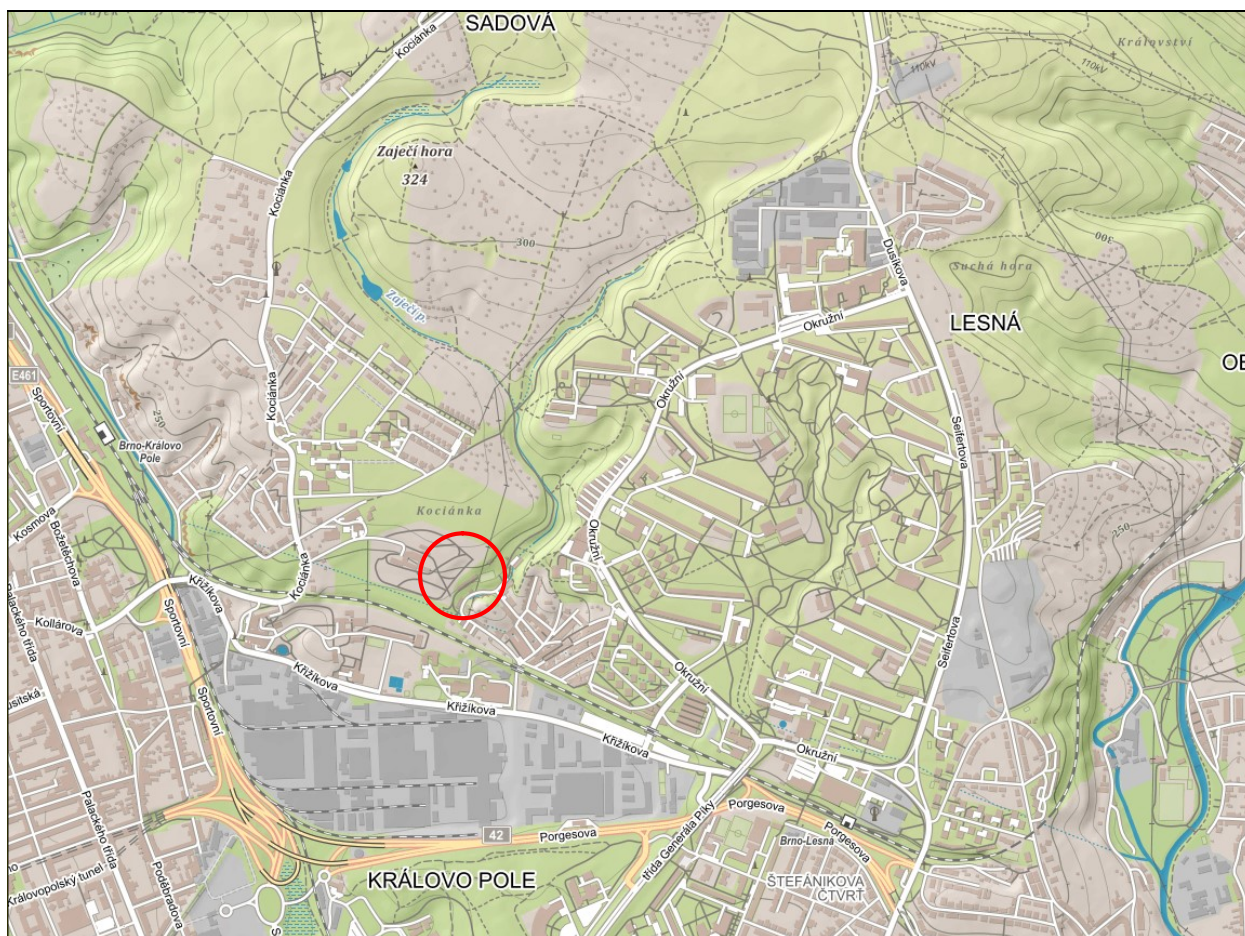 SADOVÁ
Kociánka
Království
110kV
110kV
Zaječí hora
324
Kociánka
300
Dusíkova
300
Suchá hora
Zaječí p.
LESNÁ
Okružní
E461
Sportovní
Kociánka
Okružní
250
Brno-Královo
Pole
Seifertova
Kosmova
Božetěchova
Kociánka
250
Okružní
Kociánka
Křižíkova
Palackého třída
Kollárova
Sportovní
Seifertova
Křižíkova
Okružní
Sportovní
Křižíkova
Křižíkova
Okružní
Palackého třída
42
Porgesova
Porgesova
třída Generála Píky
Porgesova
Brno-Lesná
Královopolský tunel
Poděbradova
KRÁLOVO POLE
ŠTEFÁNIKOVA
ČTVRŤ